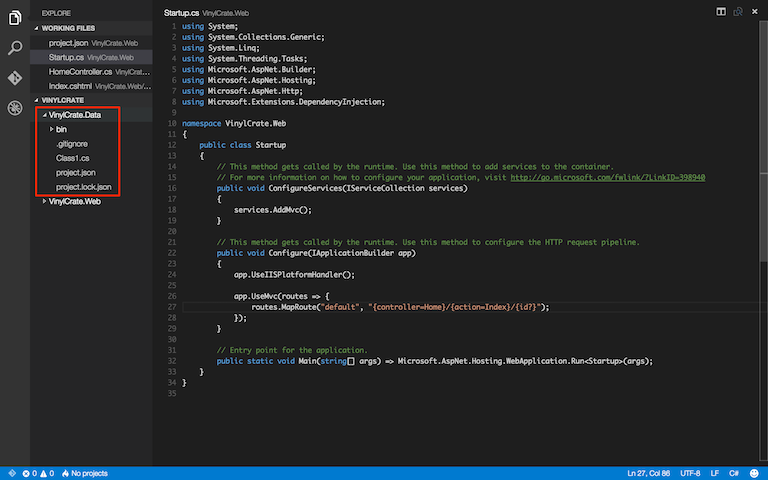 EXPLORE
WORKING FILES
project.json VinylCrate.Web
Startup.cs VinylCrate.Web
HomeController.cs VinylCrat...
Index.cshtml VinylCrate.Web/...
VINYLCRATE
VinylCrate.Data
bin
.gitignore
Class1.cs
project.json
project.lock.json
VinylCrate.Web
Startup.cs VinylCrate.Web
1 using System;
2 using System.Collections.Generic;
3 using System.Linq;
4 using System.Threading.Tasks;
5 using Microsoft.AspNet.Builder;
6 using Microsoft.AspNet.Hosting;
7 using Microsoft.AspNet.Http;
8 using Microsoft.Extensions.DependencyInjection;
9
10 namespace VinylCrate.Web
11 {
12 public class Startup
13 {
14 // This method gets called by the runtime. Use this method to add services to the container.
15 // For more information on how to configure your application, visit http://go.microsoft.com/fwlink/?LinkID=398940
16 public void ConfigureServices(IServiceCollection services)
17 {
18 services.AddMvc();
19 }
20
21 // This method gets called by the runtime. Use this method to configure the HTTP request pipeline.
22 public void Configure(IApplicationBuilder app)
23 {
24 app.UseIISPlatformHandler();
25
26 app.UseMvc(routes => {
27 routes.MapRoute("default", "{controller=Home}/{action=Index}/{id?}");
28 });
29 }
30
31 // Entry point for the application.
32 public static void Main(string[] args) => Microsoft.AspNet.Hosting.WebApplication.Run<Startup>(args);
33 }
34 }
35
0 0 No projects
Ln 27, Col 86 UTF-8 LF C#